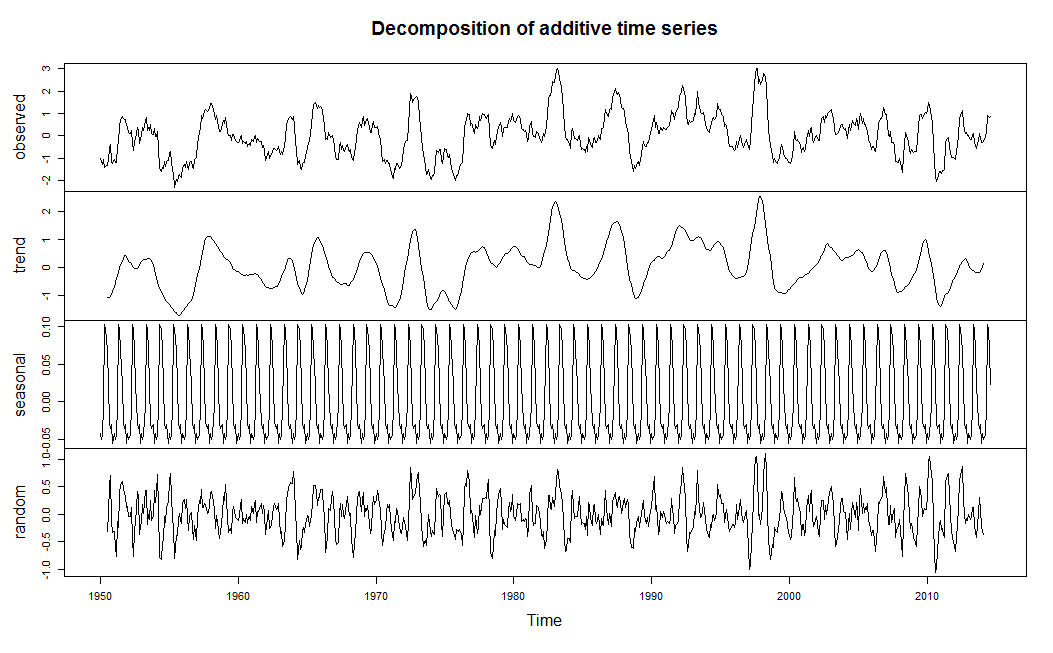 Decomposition of additive time series
observed
3
2
1
0
-1
-2
trend
2
1
0
-1
seasonal
0.10
0.05
0.00
-0.05
random
1.0
0.5
0.0
-0.5
-1.0
1950 1960 1970 1980 1990 2000 2010
Time